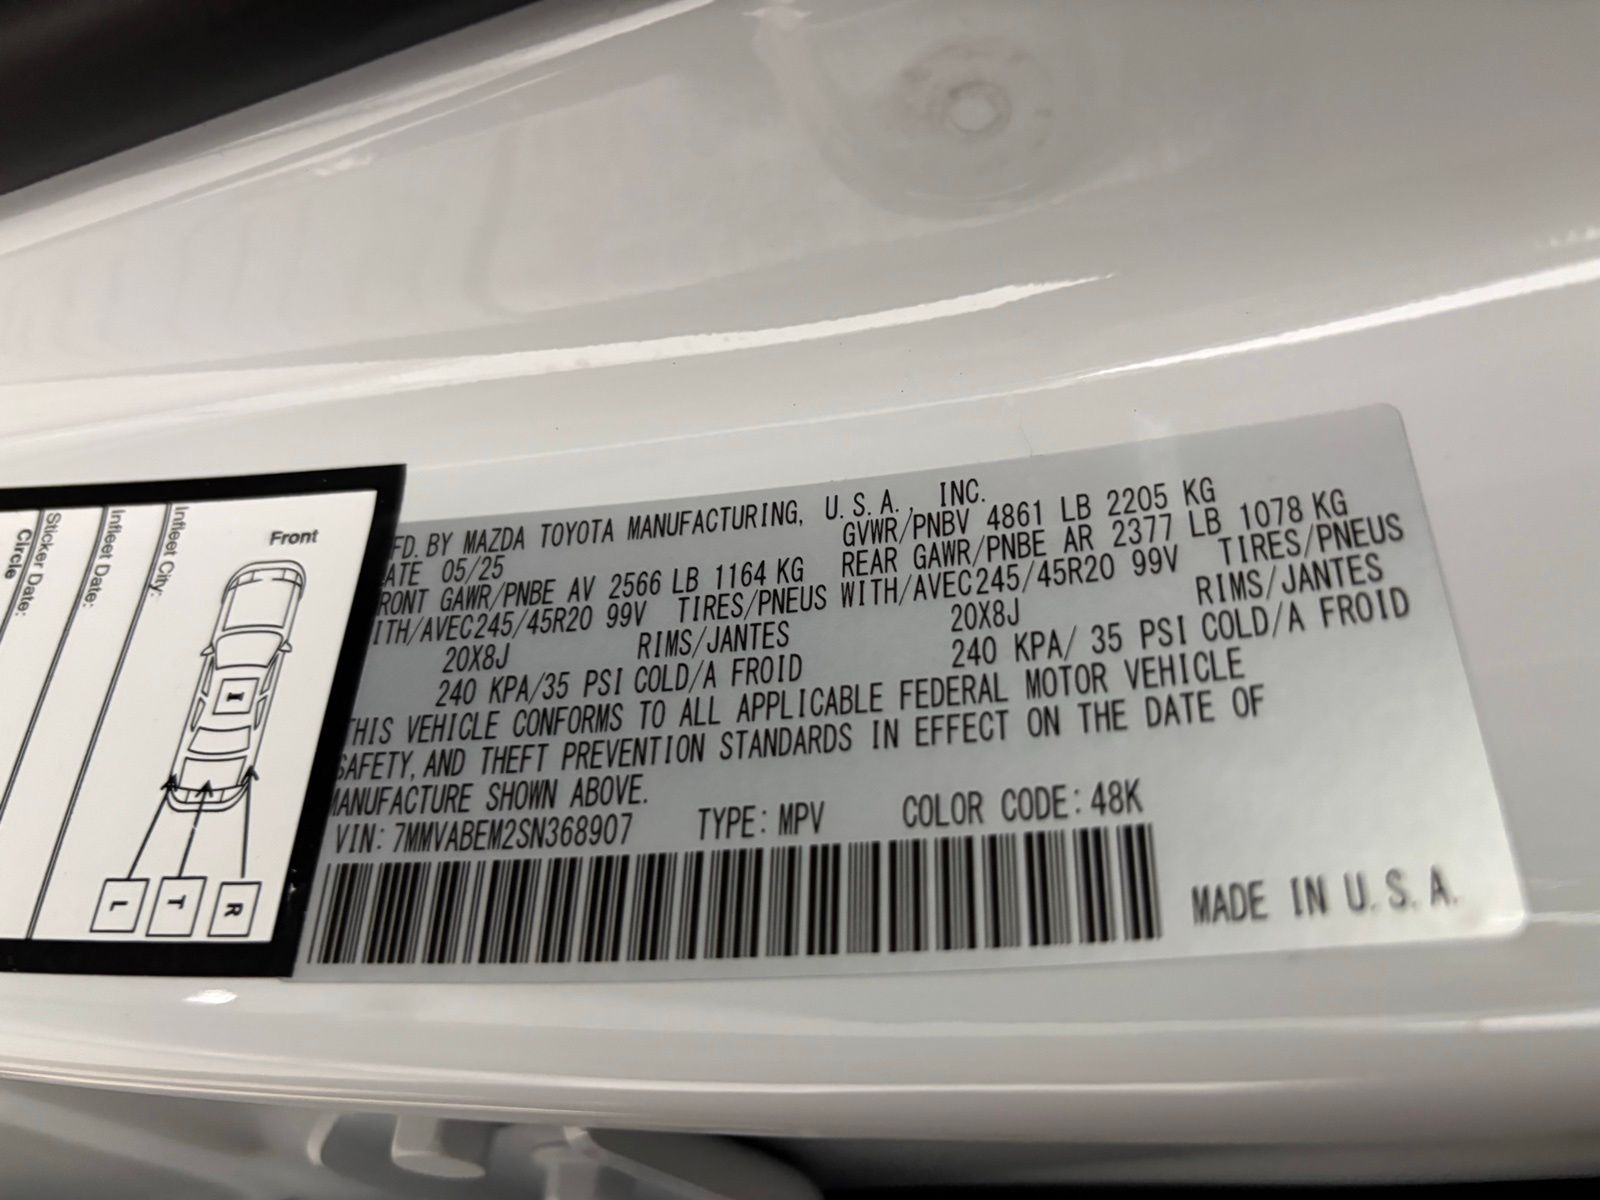 FD. BY MAZDA TOYOTA MANUFACTURING, U.S.A., INC.
ATE 05/25 GVWR/PNBV 4861 LB 2205 KG
RONT GAWR/PNBE AV 2566 LB 1164 KG REAR GAWR/PNBE AR 2377 LB 1078 KG
ITH/AVEC 245/45R20 99V TIRES/PNEUS WITH/AVEC 245/45R20 99V TIRES/PNEUS
20X8J RIMS/JANTES 20X8J RIMS/JANTES
240 KPA/35 PSI COLD/A FROID 240 KPA/ 35 PSI COLD/A FROID
THIS VEHICLE CONFORMS TO ALL APPLICABLE FEDERAL MOTOR VEHICLE
SAFETY, AND THEFT PREVENTION STANDARDS IN EFFECT ON THE DATE OF
MANUFACTURE SHOWN ABOVE.
VIN: 7MMVABEM2SN368907 TYPE: MPV COLOR CODE: 48K
MADE IN U.S.A.
Front
Infleet City:
Infleet Date:
Sticker Date:
Circle
I
L
T
R